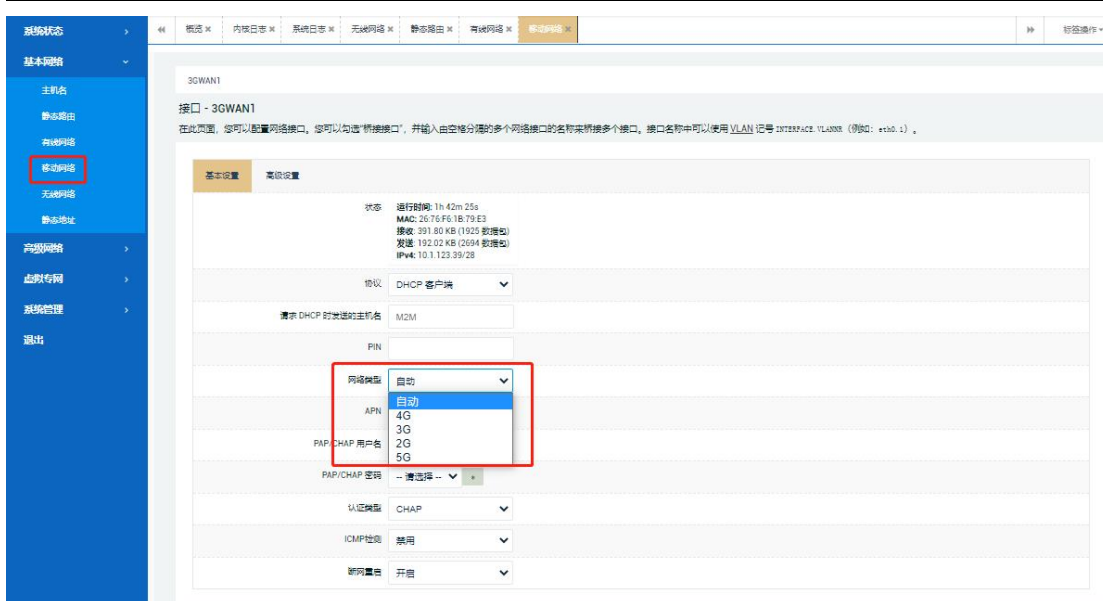 系统状态
概览 × 内核日志 × 系统日志 × 无线网络 × 静态路由 × 有线网络 × 移动网络 × 标签操作
基本网络
主机名
静态路由
有线网络
移动网络
无线网络
静态地址
高级网络
虚拟专网
系统管理
退出
3GWAN1
接口 - 3GWAN1
在此页面，您可以配置网络接口。您可以勾选"桥接接口"，并输入由空格分隔的多个网络接口的名称来桥接多个接口。接口名称中可以使用 VLAN 记号 INTERFACE.VLANNR（例如：eth0.1）。
基本设置 高级设置
状态 运行时间: 1h 42m 25s
MAC: 26:76:F6:1B:79:E3
接收: 391.80 KB (1925 数据包)
发送: 192.02 KB (2694 数据包)
IPv4: 10.1.123.39/28
协议 DHCP 客户端
请求 DHCP 时发送的主机名 M2M
PIN
网络类型 自动
自动
APN
4G
3G
PAP/CHAP 用户名 2G
5G
PAP/CHAP 密码 -- 请选择 --
认证类型 CHAP
ICMP检测 禁用
断网重启 开启